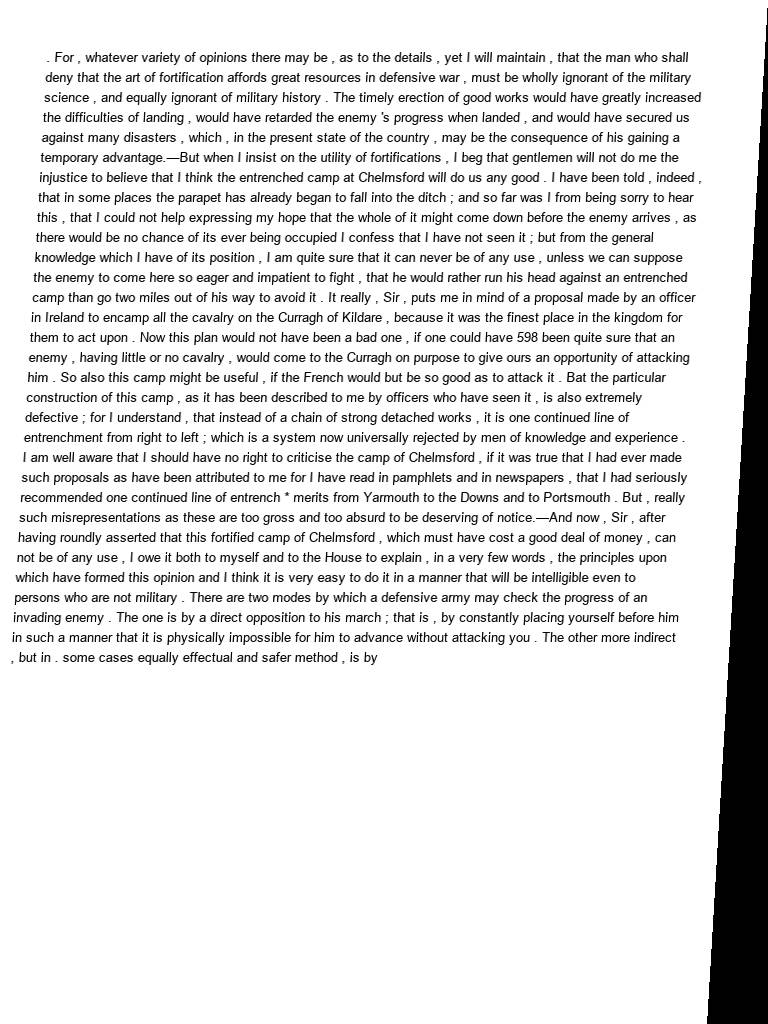 . For , whatever variety of opinions there may be , as to the details , yet I will maintain , that the man who shall
deny that the art of fortification affords great resources in defensive war , must be wholly ignorant of the military
science , and equally ignorant of military history . The timely erection of good works would have greatly increased
the difficulties of landing , would have retarded the enemy 's progress when landed , and would have secured us
against many disasters , which , in the present state of the country , may be the consequence of his gaining a
temporary advantage.—But when I insist on the utility of fortifications , I beg that gentlemen will not do me the
injustice to believe that I think the entrenched camp at Chelmsford will do us any good . I have been told , indeed ,
that in some places the parapet has already began to fall into the ditch ; and so far was I from being sorry to hear
this , that I could not help expressing my hope that the whole of it might come down before the enemy arrives , as
there would be no chance of its ever being occupied I confess that I have not seen it ; but from the general
knowledge which I have of its position , I am quite sure that it can never be of any use , unless we can suppose
the enemy to come here so eager and impatient to fight , that he would rather run his head against an entrenched
camp than go two miles out of his way to avoid it . It really , Sir , puts me in mind of a proposal made by an officer
in Ireland to encamp all the cavalry on the Curragh of Kildare , because it was the finest place in the kingdom for
them to act upon . Now this plan would not have been a bad one , if one could have 598 been quite sure that an
enemy , having little or no cavalry , would come to the Curragh on purpose to give ours an opportunity of attacking
him . So also this camp might be useful , if the French would but be so good as to attack it . Bat the particular
construction of this camp , as it has been described to me by officers who have seen it , is also extremely
defective ; for I understand , that instead of a chain of strong detached works , it is one continued line of
entrenchment from right to left ; which is a system now universally rejected by men of knowledge and experience .
I am well aware that I should have no right to criticise the camp of Chelmsford , if it was true that I had ever made
such proposals as have been attributed to me for I have read in pamphlets and in newspapers , that I had seriously
recommended one continued line of entrench * merits from Yarmouth to the Downs and to Portsmouth . But , really
such misrepresentations as these are too gross and too absurd to be deserving of notice.—And now , Sir , after
having roundly asserted that this fortified camp of Chelmsford , which must have cost a good deal of money , can
not be of any use , I owe it both to myself and to the House to explain , in a very few words , the principles upon
which have formed this opinion and I think it is very easy to do it in a manner that will be intelligible even to
persons who are not military . There are two modes by which a defensive army may check the progress of an
invading enemy . The one is by a direct opposition to his march ; that is , by constantly placing yourself before him
in such a manner that it is physically impossible for him to advance without attacking you . The other more indirect
, but in . some cases equally effectual and safer method , is by